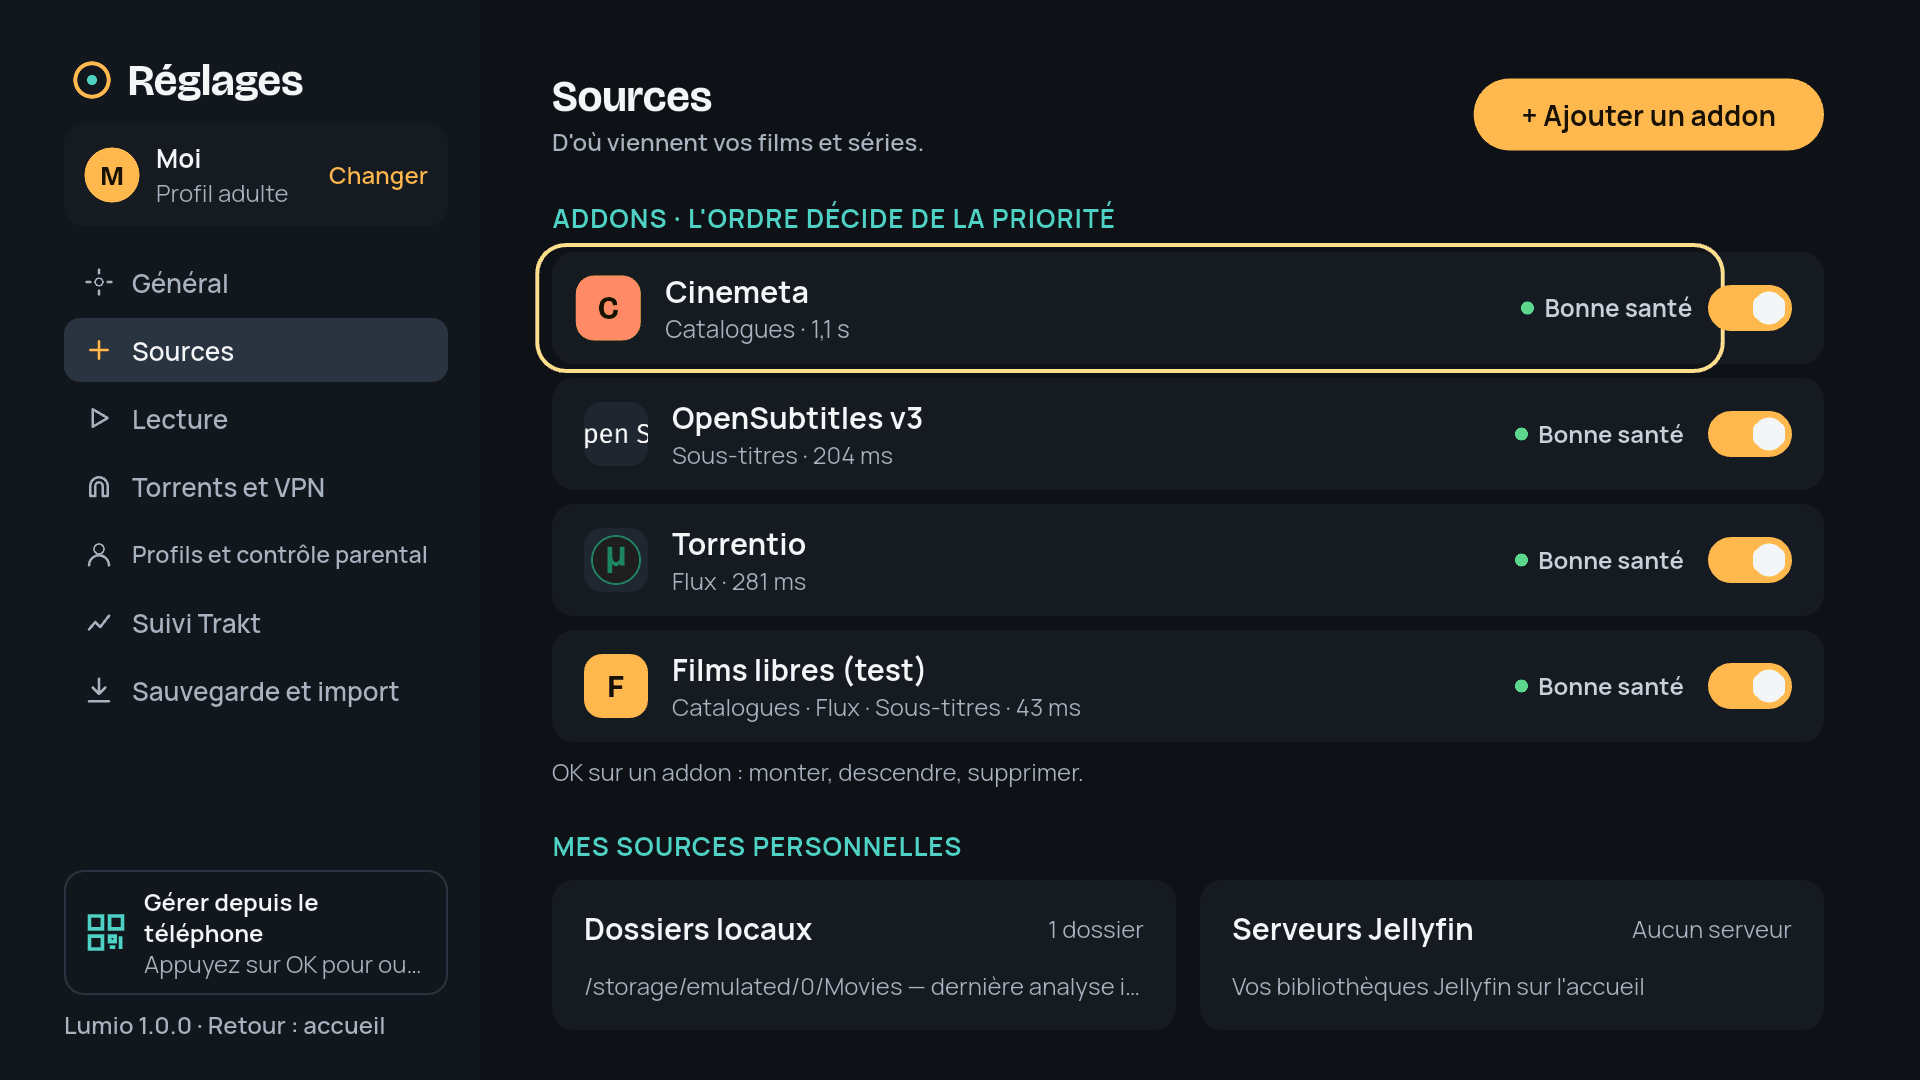 Réglages
M
Moi
Profil adulte
Changer
Général
Sources
Lecture
Torrents et VPN
Profils et contrôle parental
Suivi Trakt
Sauvegarde et import
Gérer depuis le
téléphone
Appuyez sur OK pour ou…
Lumio 1.0.0 · Retour : accueil
Sources
D'où viennent vos films et séries.
+ Ajouter un addon
ADDONS · L'ORDRE DÉCIDE DE LA PRIORITÉ
C
Cinemeta
Catalogues · 1,1 s
Bonne santé
pen S
OpenSubtitles v3
Sous-titres · 204 ms
Bonne santé
µ
Torrentio
Flux · 281 ms
Bonne santé
F
Films libres (test)
Catalogues · Flux · Sous-titres · 43 ms
Bonne santé
OK sur un addon : monter, descendre, supprimer.
MES SOURCES PERSONNELLES
Dossiers locaux
1 dossier
/storage/emulated/0/Movies — dernière analyse i…
Serveurs Jellyfin
Aucun serveur
Vos bibliothèques Jellyfin sur l'accueil